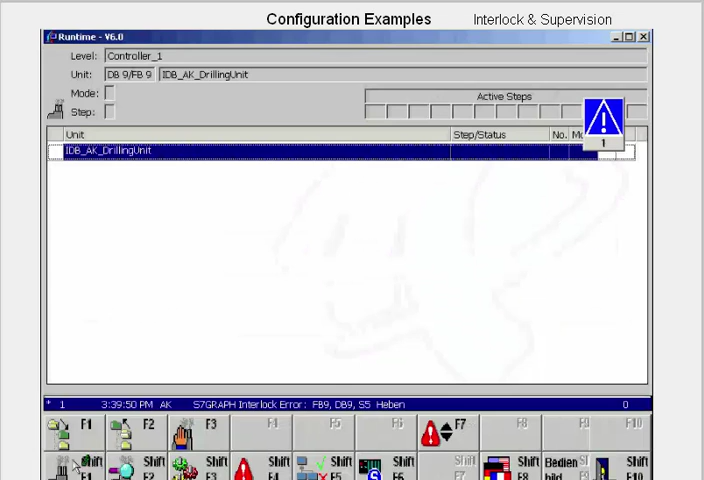 Configuration Examples Interlock & Supervision
Runtime - V6.0
Level: Controller_1
Unit: DB 9/FB 9 IDB_AK_DrillingUnit
Mode:
Active Steps
Step:
Unit Step/Status No. Mo
1
IDB_AK_DrillingUnit
* 1 3:39:50 PM AK S7GRAPH Interlock Error: FB9, DB9, S5 Heben 0
F1 F2 F3 F4 F5 F6 F7 F8 F9 F10
Shift Shift Shift Shift Shift Shift Shift Shift Bedien Shift
F1 F2 F3 F4 F5 F6 F7 F8 bild F9 F10